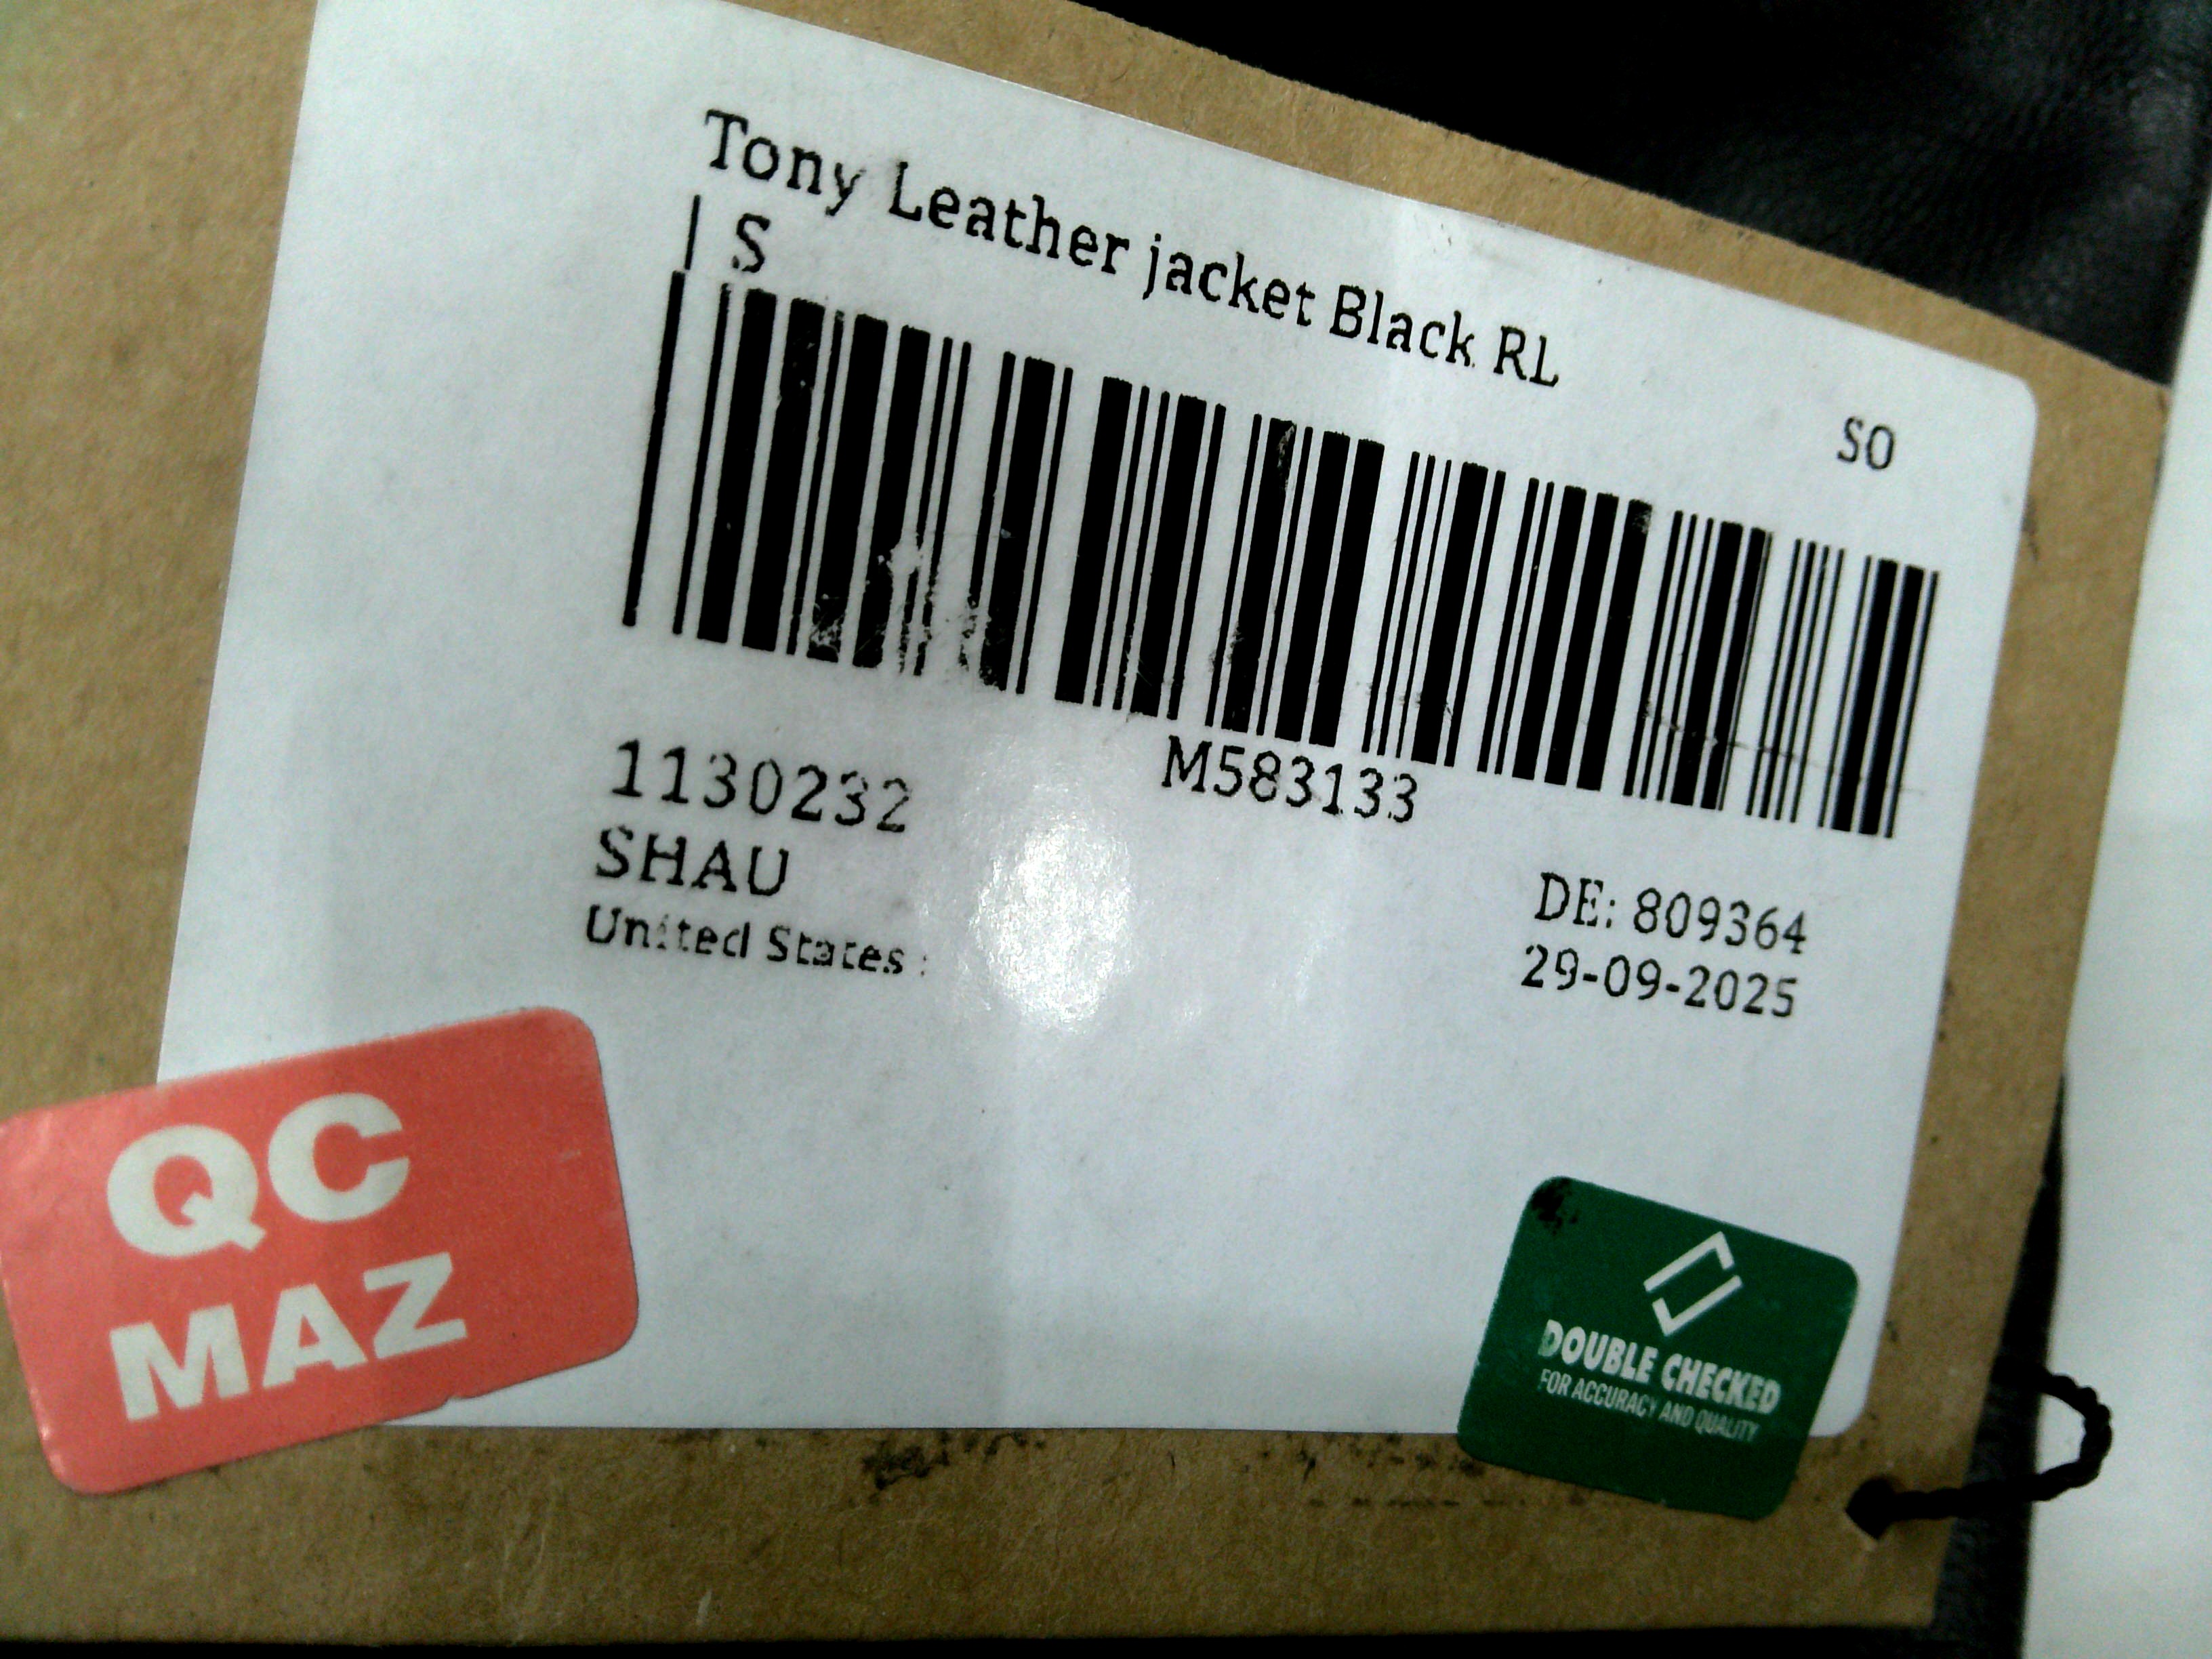 Tony Leather jacket Black RL
| S
SO
M583133
1130232
SHAU
United States :
DE: 809364
29-09-2025
QC
MAZ
DOUBLE CHECKED
FOR ACCURACY AND QUALITY